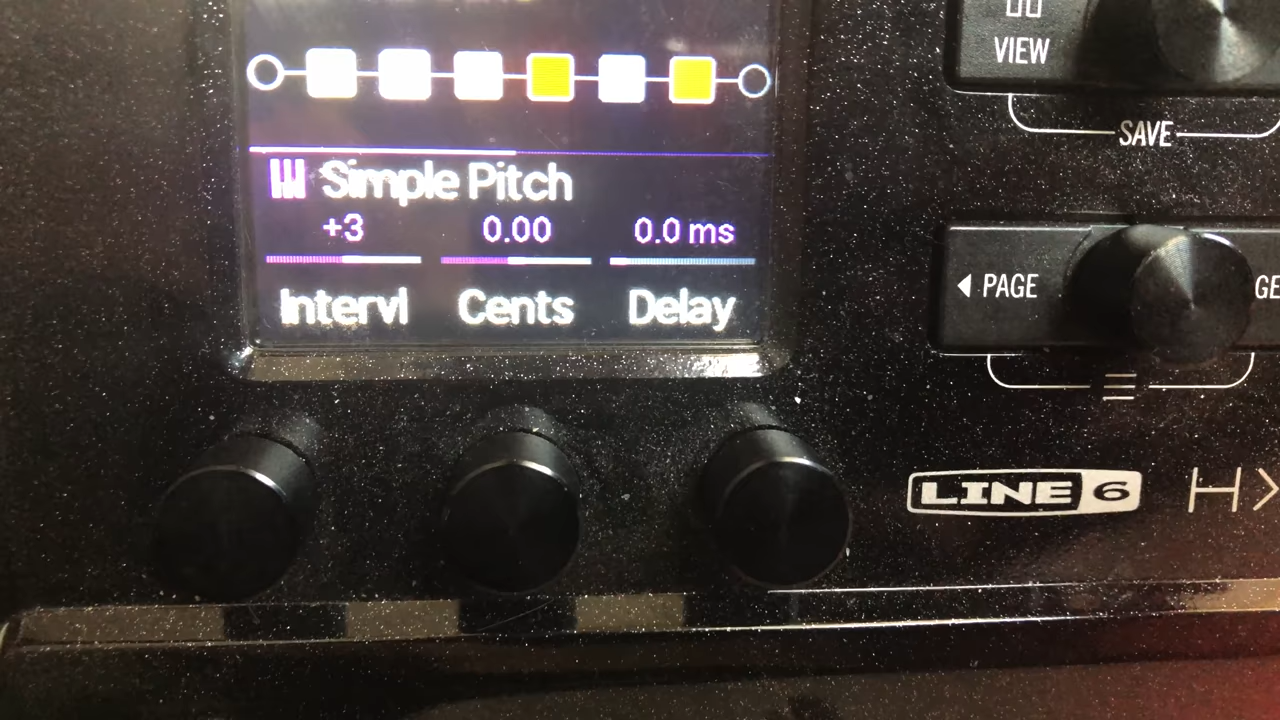 VIEW
SAVE
Simple Pitch
+3 0.00 0.0 ms
Intervl Cents Delay
PAGE
LINE 6